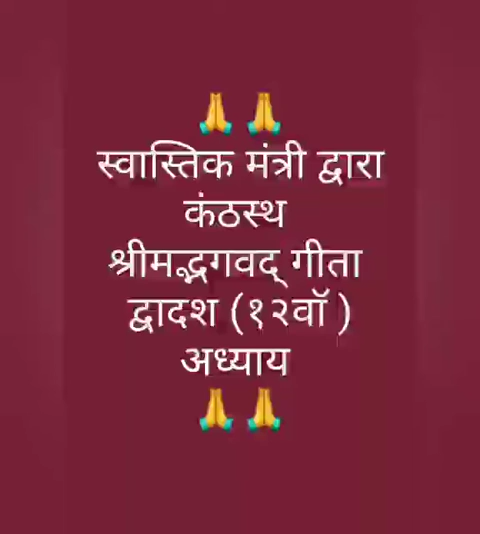 🙏 🙏
स्वास्तिक मंत्री द्वारा
कंठस्थ
श्रीमद्भगवद् गीता
द्वादश (१२वॉ )
अध्याय
🙏 🙏